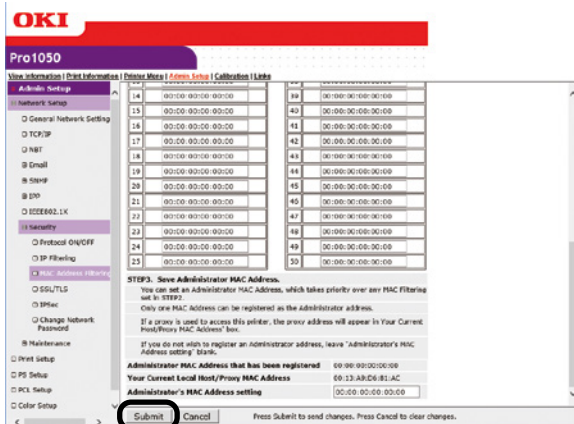 OKI
Pro1050
View Information | Print Information | Printer Menu | Admin Setup | Calibration | Links
Admin Setup
Network Setup
General Network Setting
TCP/IP
NBT
Email
SNMP
IPP
IEEE802.1X
Security
Protocol ON/OFF
IP Filtering
MAC Address Filtering
SSL/TLS
IPSec
Change Network
Password
Maintenance
Print Setup
PS Setup
PCL Setup
Color Setup
14 00:00:00:00:00:00 39 00:00:00:00:00:00
15 00:00:00:00:00:00 40 00:00:00:00:00:00
16 00:00:00:00:00:00 41 00:00:00:00:00:00
17 00:00:00:00:00:00 42 00:00:00:00:00:00
18 00:00:00:00:00:00 43 00:00:00:00:00:00
19 00:00:00:00:00:00 44 00:00:00:00:00:00
20 00:00:00:00:00:00 45 00:00:00:00:00:00
21 00:00:00:00:00:00 46 00:00:00:00:00:00
22 00:00:00:00:00:00 47 00:00:00:00:00:00
23 00:00:00:00:00:00 48 00:00:00:00:00:00
24 00:00:00:00:00:00 49 00:00:00:00:00:00
25 00:00:00:00:00:00 50 00:00:00:00:00:00
STEP3. Save Administrator MAC Address.
You can set an Administrator MAC Address, which takes priority over any MAC Filtering
set in STEP2.
Only one MAC Address can be registered as the Administrator address.
If a proxy is used to access this printer, the proxy address will appear in 'Your Current
Host/Proxy MAC Address' box.
If you do not wish to register an Administrator address, leave 'Administrator's MAC
Address setting' blank.
Administrator MAC Address that has been registered 00:00:00:00:00:00
Your Current Local Host/Proxy MAC Address 00:13:A9:D6:81:AC
Administrator's MAC Address setting 00:00:00:00:00:00
Submit Cancel Press Submit to send changes. Press Cancel to clear changes.